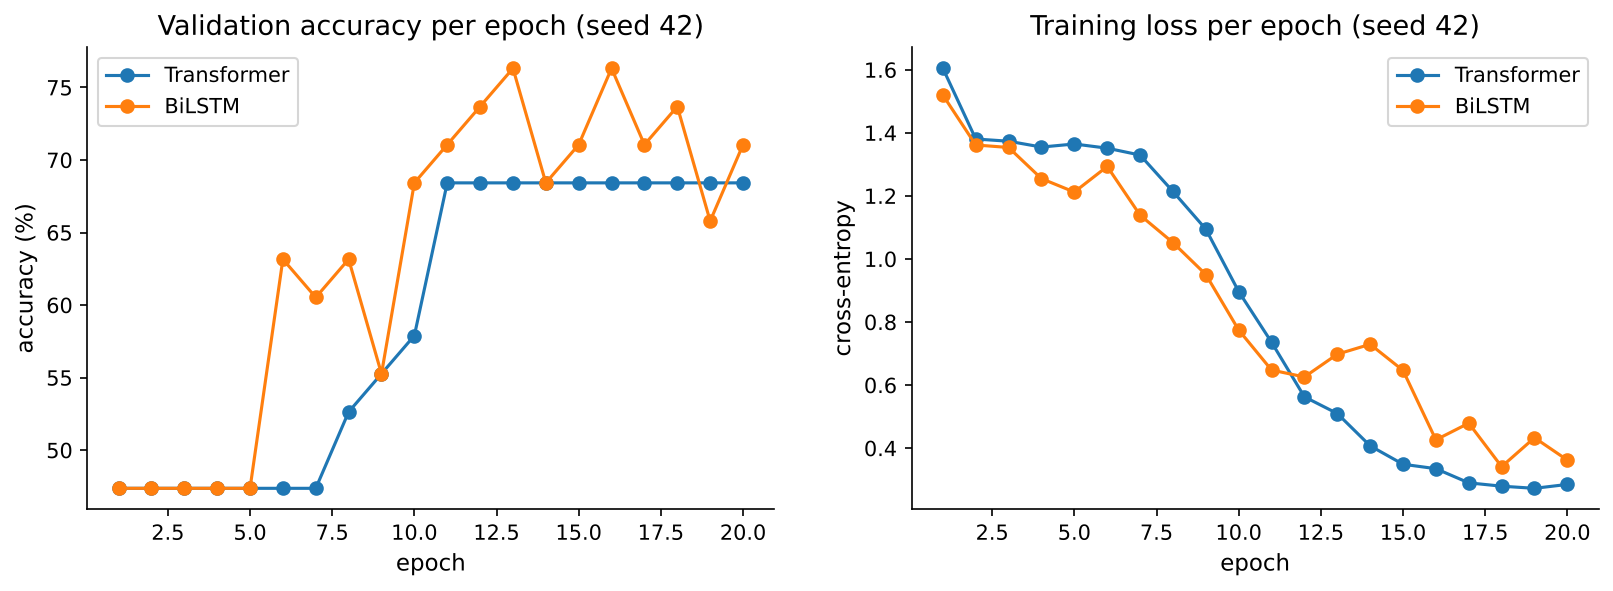 Validation accuracy per epoch (seed 42)
Transformer
BiLSTM
75
70
65
60
55
50
accuracy (%)
2.5 5.0 7.5 10.0 12.5 15.0 17.5 20.0
epoch
Training loss per epoch (seed 42)
Transformer
BiLSTM
1.6
1.4
1.2
1.0
0.8
0.6
0.4
cross-entropy
2.5 5.0 7.5 10.0 12.5 15.0 17.5 20.0
epoch